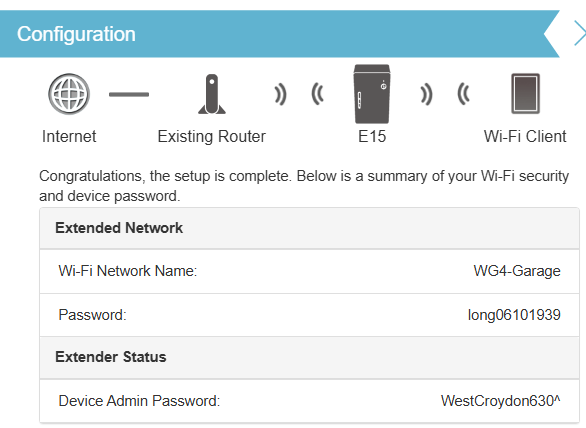 Configuration
Internet Existing Router E15 Wi-Fi Client
Congratulations, the setup is complete. Below is a summary of your Wi-Fi security
and device password.
Extended Network
Wi-Fi Network Name: WG4-Garage
Password: long06101939
Extender Status
Device Admin Password: WestCroydon630^